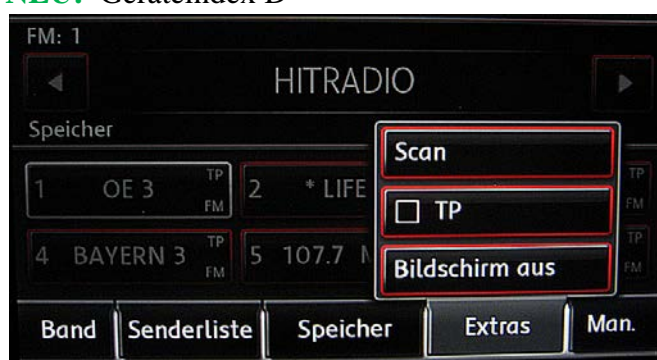 NEU: Geräteindex D
FM: 1
HITRADIO
Speicher
Scan
1 OE 3 TP FM
2 * LIFE
TP FM
TP
4 BAYERN 3 TP FM
5 107.7
TP FM
Bildschirm aus
Band Senderliste Speicher Extras Man.